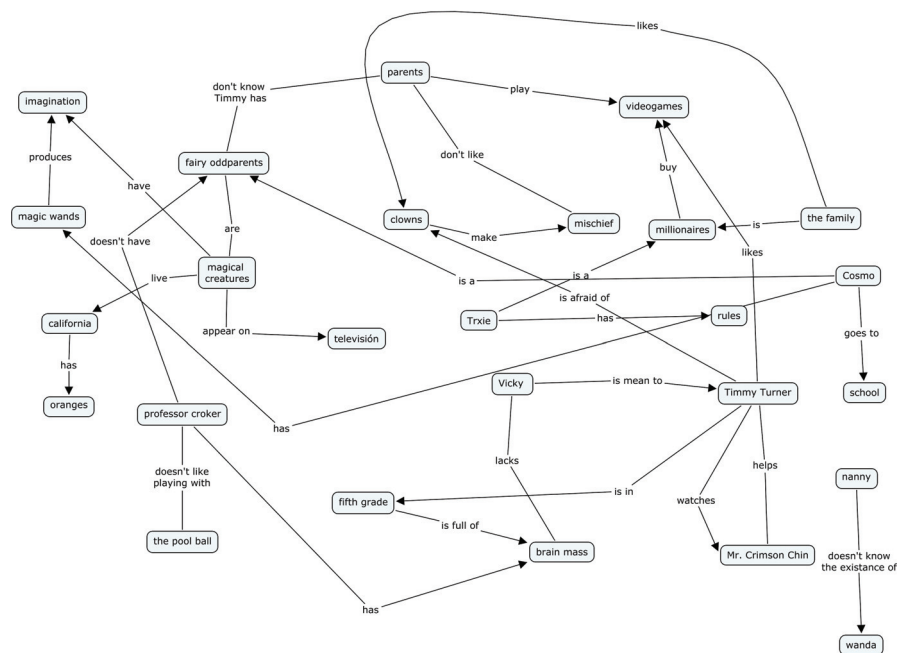 likes
parents
don't know
Timmy has
play
imagination
videogames
produces
don't like
fairy oddparents
buy
have
magic wands
clowns
mischief
millionaires
is
the family
are
make
doesn't have
likes
magical
creatures
is a
Cosmo
live
is a
is afraid of
california
Trxie
has
rules
appear on
televisión
goes to
has
Vicky
is mean to
Timmy Turner
school
oranges
professor croker
has
lacks
helps
doesn't like
playing with
nanny
fifth grade
is in
watches
is full of
the pool ball
brain mass
Mr. Crimson Chin
doesn't know
the existance of
has
wanda